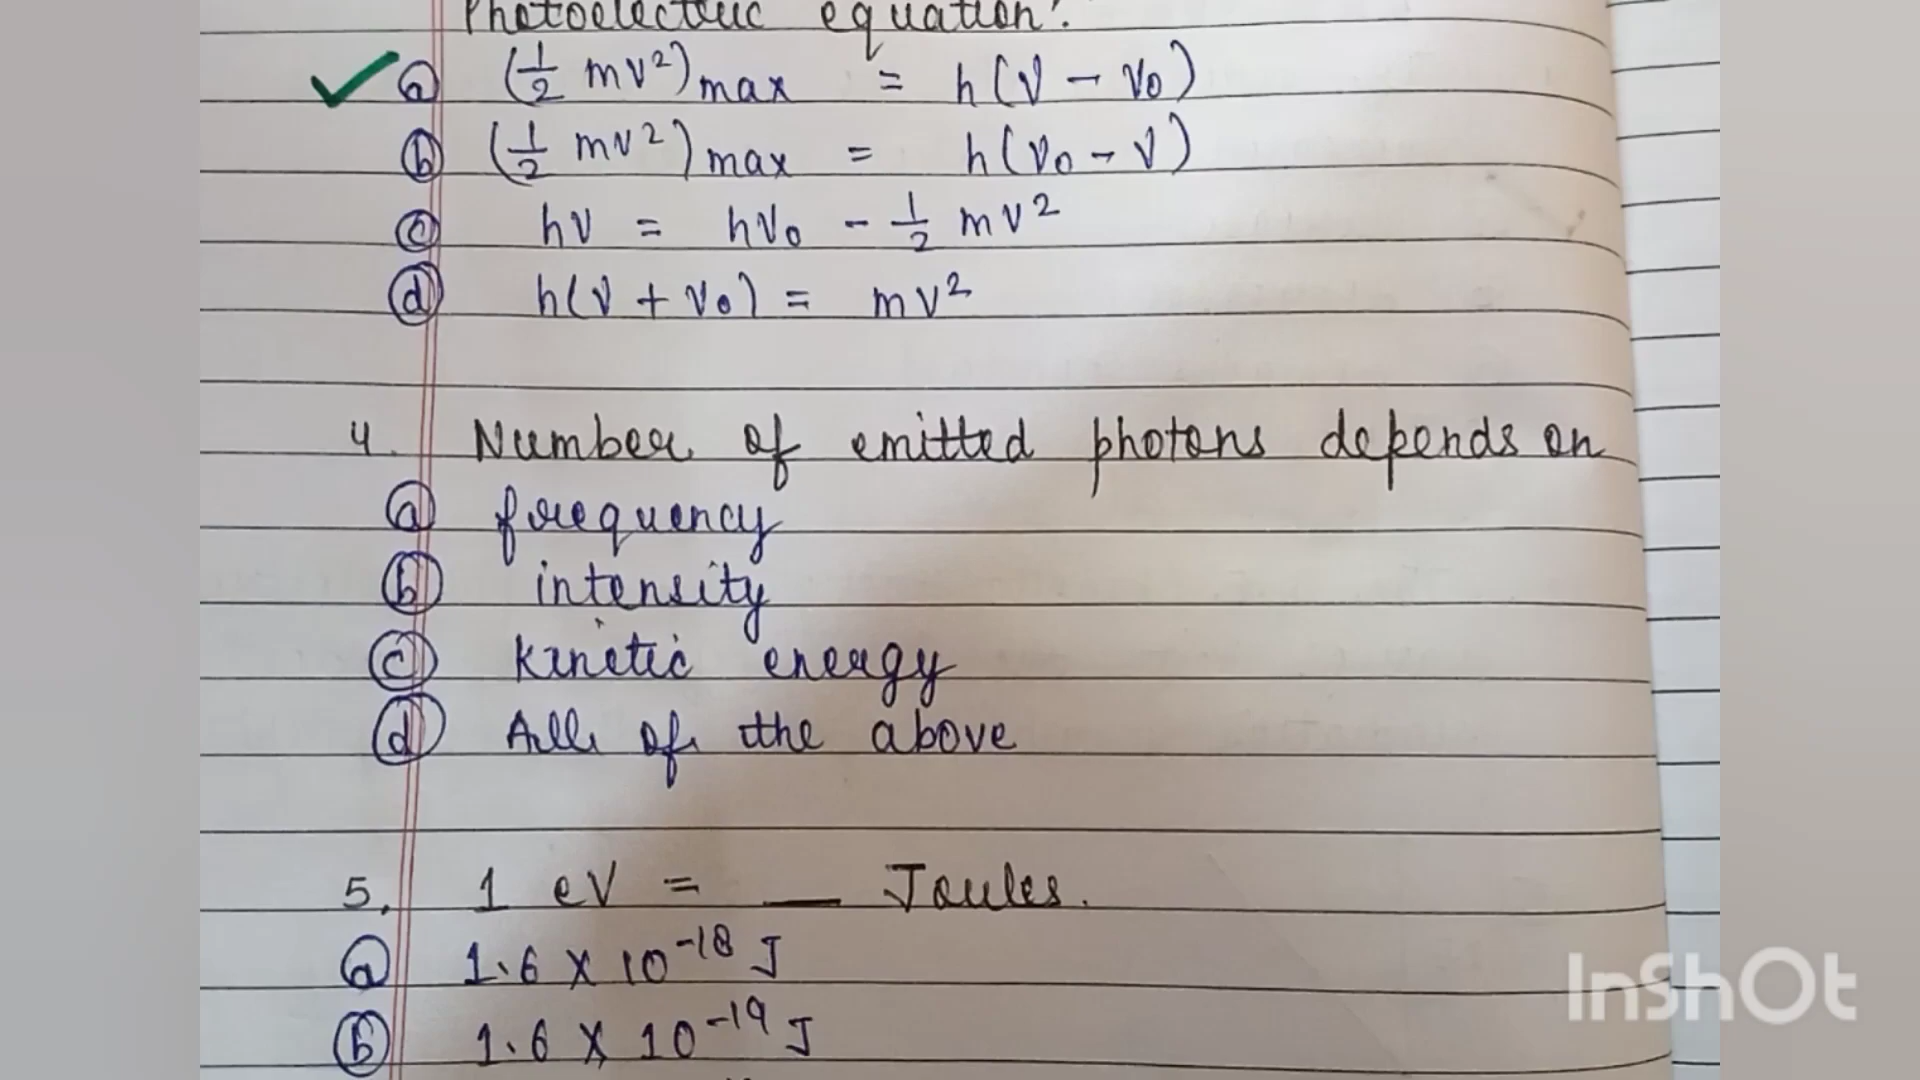 Photoelectric equation?
✓ (a) (1/2 mv²)max = h(ν - ν₀)
(b) (1/2 mv²)max = h(ν₀ - ν)
(c) hν = hν₀ - 1/2 mv²
(d) h(ν + ν₀) = mv²
4. Number of emitted photons depends on
(a) frequency
(b) intensity
(c) kinetic energy
(d) All of the above
5. 1 eV = __ Joules.
(a) 1.6 × 10⁻¹⁸ J
(b) 1.6 × 10⁻¹⁹ J
InShOt